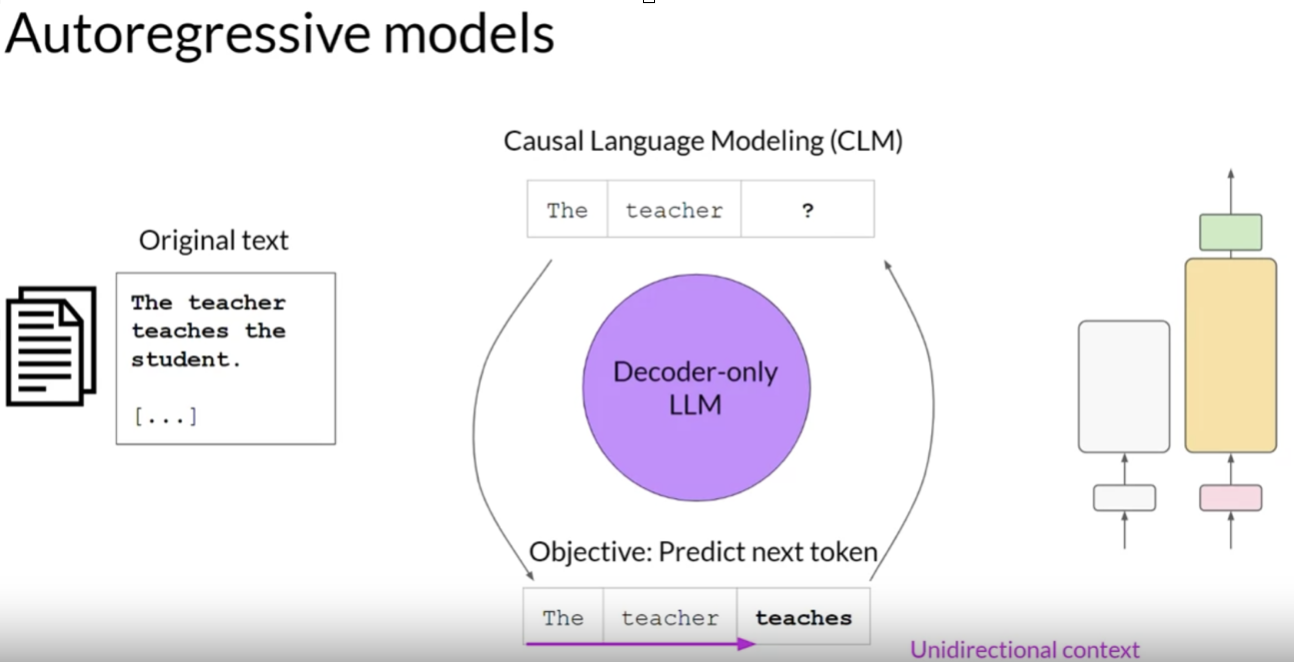 Autoregressive models
Original text
The teacher
teaches the
student.
[...]
Causal Language Modeling (CLM)
The teacher ?
Decoder-only
LLM
Objective: Predict next token
The teacher teaches
Unidirectional context